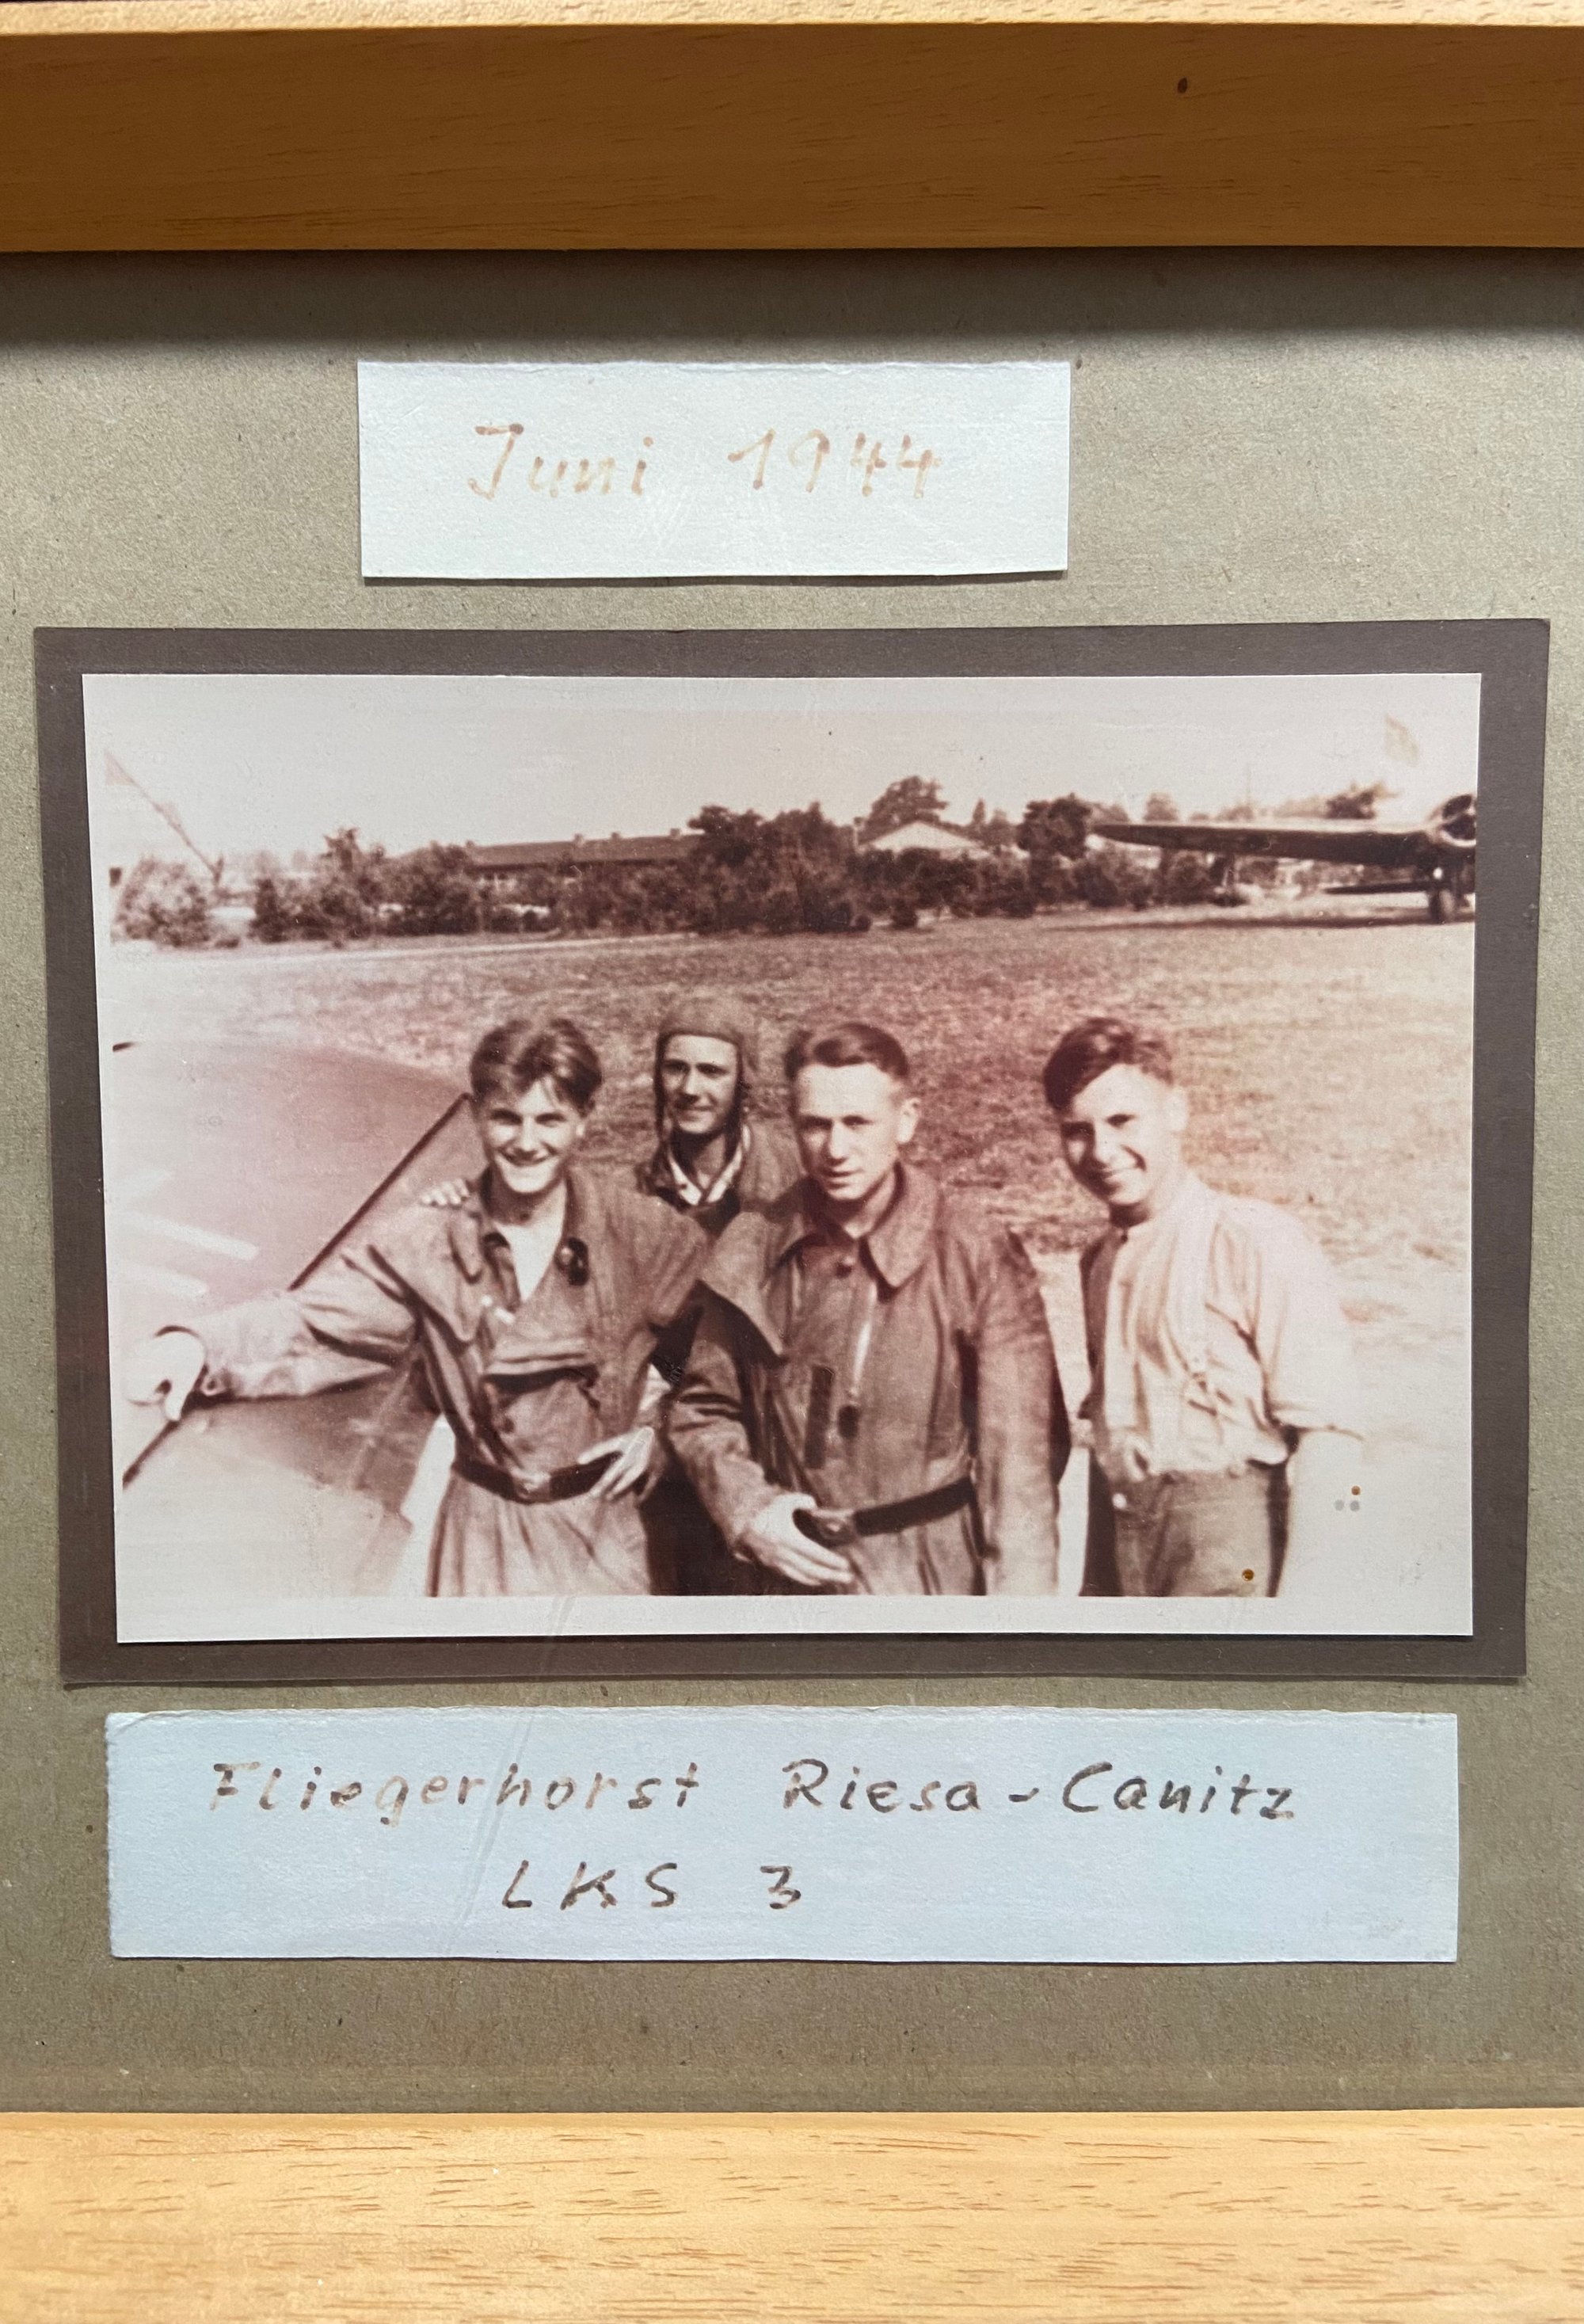 Juni 1944
Fliegerhorst Riesa-Canitz
LKS 3